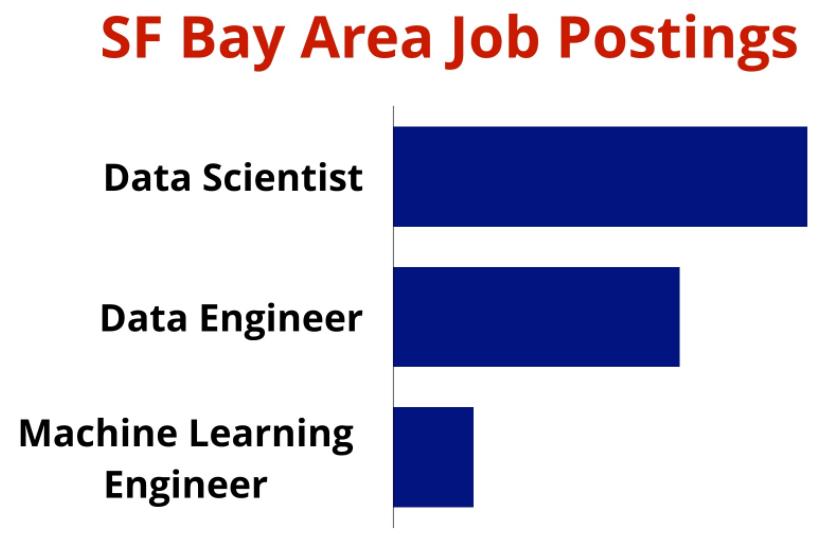 SF Bay Area Job Postings
Data Scientist
Data Engineer
Machine Learning
Engineer